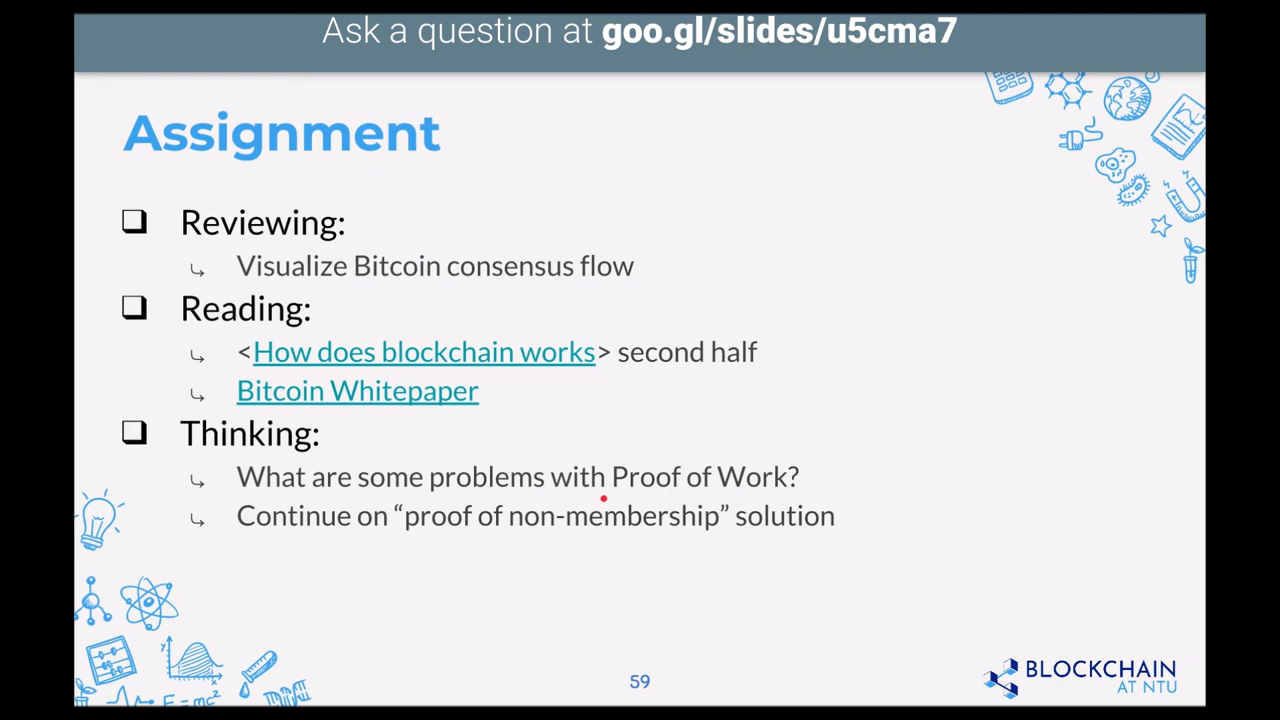 Ask a question at goo.gl/slides/u5cma7
Assignment
Reviewing:
Visualize Bitcoin consensus flow
Reading:
<How does blockchain works> second half
Bitcoin Whitepaper
Thinking:
What are some problems with Proof of Work?
Continue on “proof of non-membership” solution
y
x
E=mc²
59
BLOCKCHAIN
AT NTU